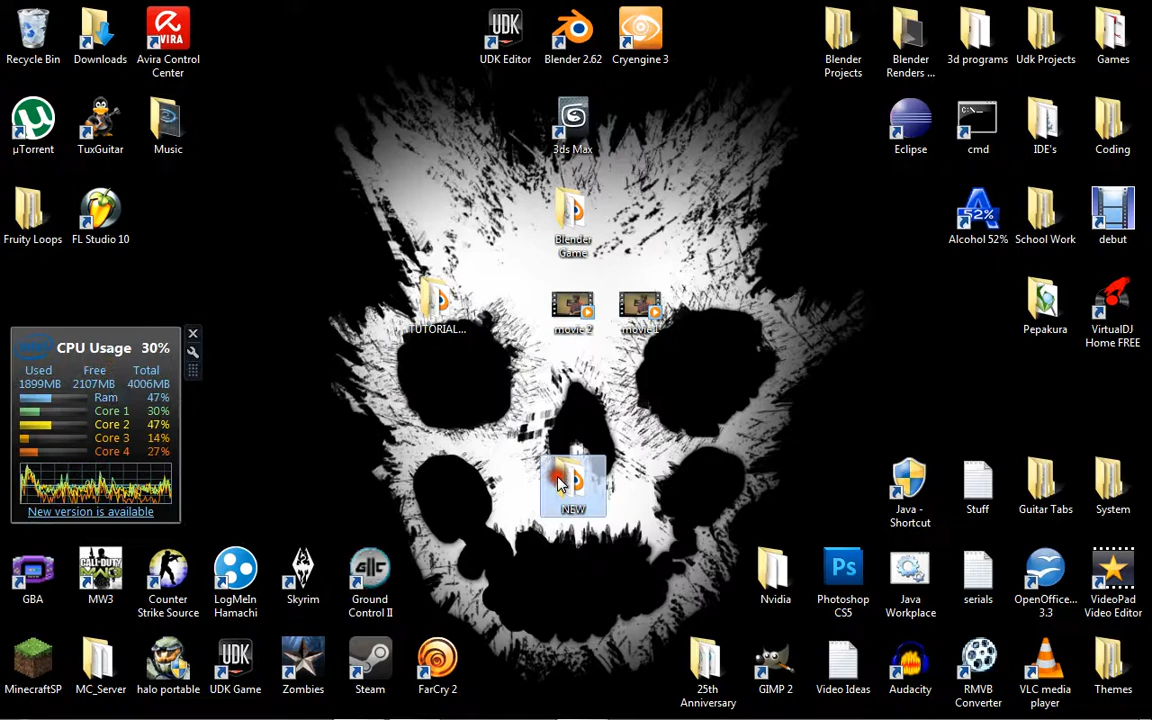 UDK
AVIRA
Recycle Bin
Downloads
Avira Control
Center
UDK Editor
Blender 2.62
Cryengine 3
Blender
Projects
Blender
Renders ...
3d programs
Udk Projects
Games
C:\
µTorrent
TuxGuitar
Music
3ds Max
Eclipse
cmd
IDE's
Coding
52%
Fruity Loops
FL Studio 10
Blender
Game
Alcohol 52%
School Work
debut
TUTORIAL...
movie 2
movie 1
Pepakura
VirtualDJ
Home FREE
CPU Usage 30%
Used Free Total
1899MB 2107MB 4006MB
Ram 47%
Core 1 30%
Core 2 47%
Core 3 14%
Core 4 27%
New version is available
NEW
Java -
Shortcut
Stuff
Guitar Tabs
System
Ps
GBA
MW3
Counter
Strike Source
LogMeIn
Hamachi
Skyrim
Ground
Control II
Nvidia
Photoshop
CS5
Java
Workplace
serials
OpenOffice...
3.3
VideoPad
Video Editor
UDK
MinecraftSP
MC_Server
halo portable
UDK Game
Zombies
Steam
FarCry 2
25th
Anniversary
GIMP 2
Video Ideas
Audacity
RMVB
Converter
VLC media
player
Themes